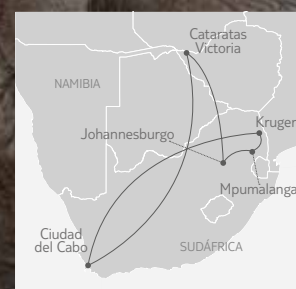 Cataratas
Victoria
NAMIBIA
Kruger
Johannesburgo
Mpumalanga
Ciudad
del Cabo
SUDÁFRICA